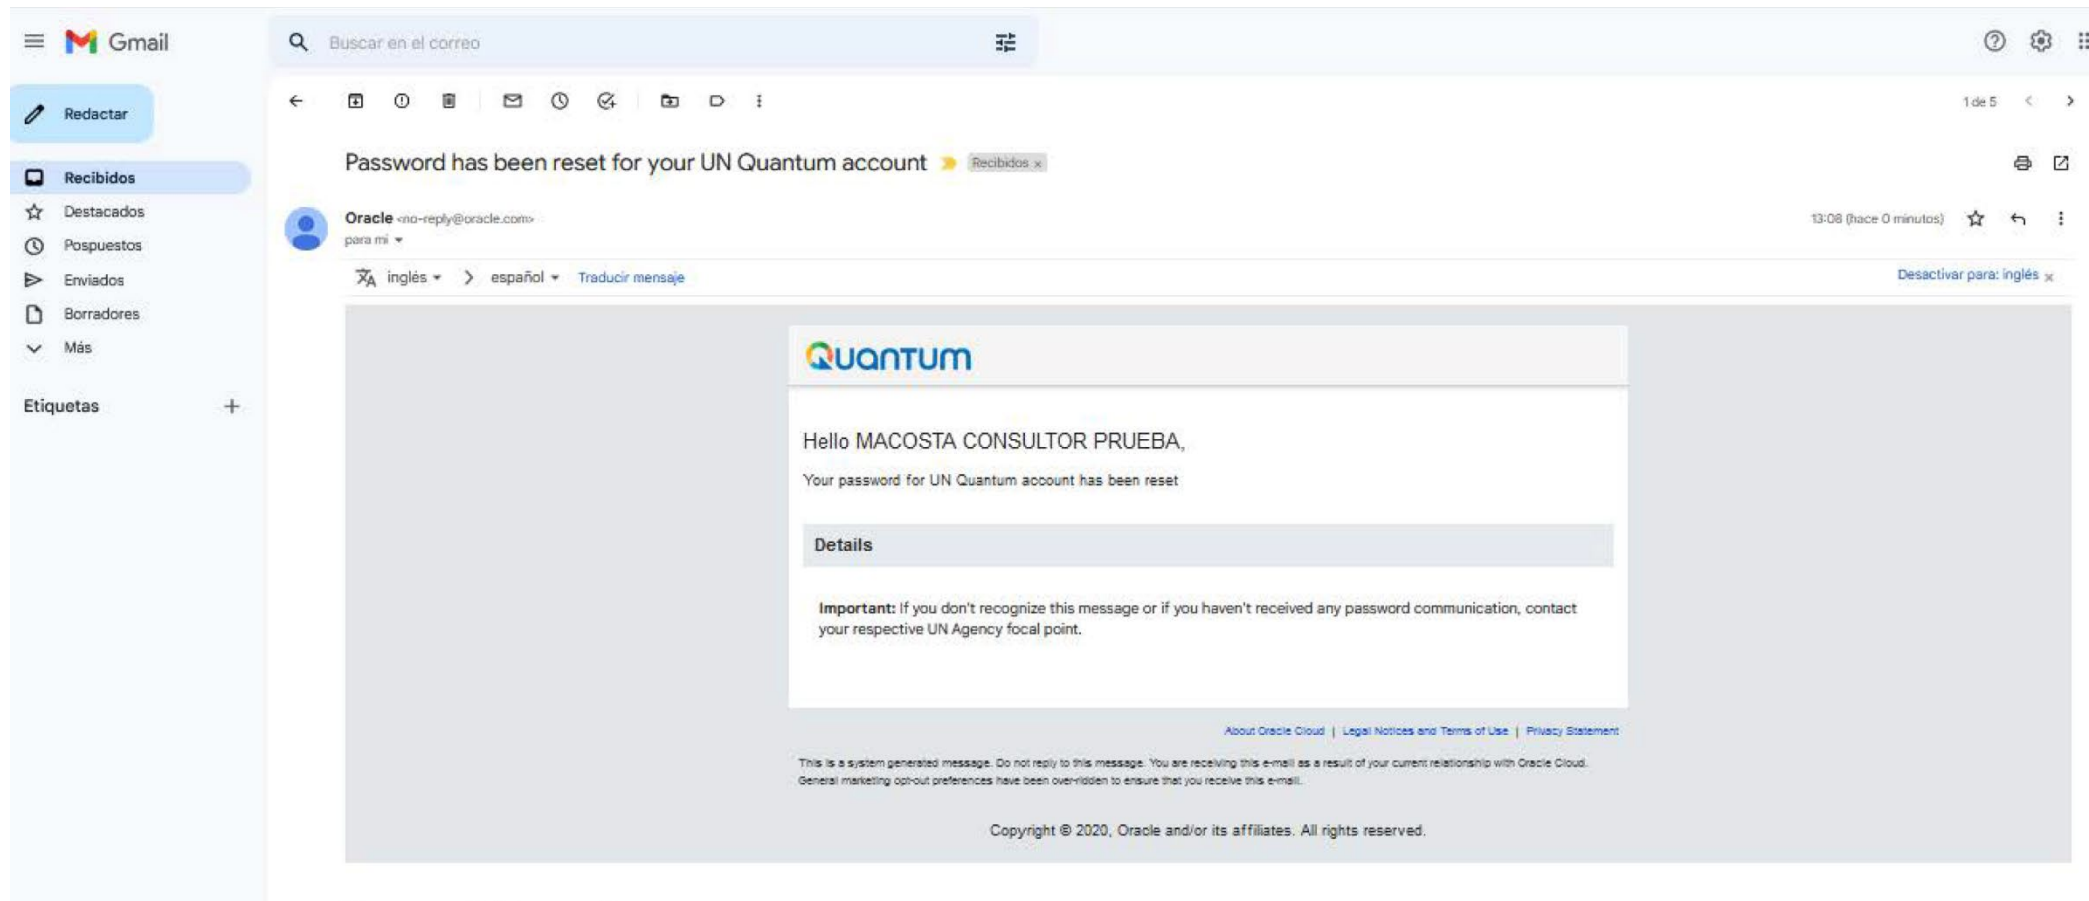 Gmail
Buscar en el correo
Redactar
1 de 5
Password has been reset for your UN Quantum account
Recibidos x
Recibidos
Destacados
Pospuestos
Enviados
Borradores
Más
Etiquetas
Oracle <no-reply@oracle.com>
13:08 (hace 0 minutos)
para mí
inglés
español
Traducir mensaje
Desactivar para: inglés x
Quantum
Hello MACOSTA CONSULTOR PRUEBA,
Your password for UN Quantum account has been reset
Details
Important: If you don't recognize this message or if you haven't received any password communication, contact
your respective UN Agency focal point.
About Oracle Cloud | Legal Notices and Terms of Use | Privacy Statement
This is a system generated message. Do not reply to this message. You are receiving this e-mail as a result of your current relationship with Oracle Cloud.
General marketing opt-out preferences have been over-ridden to ensure that you receive this e-mail.
Copyright © 2020, Oracle and/or its affiliates. All rights reserved.